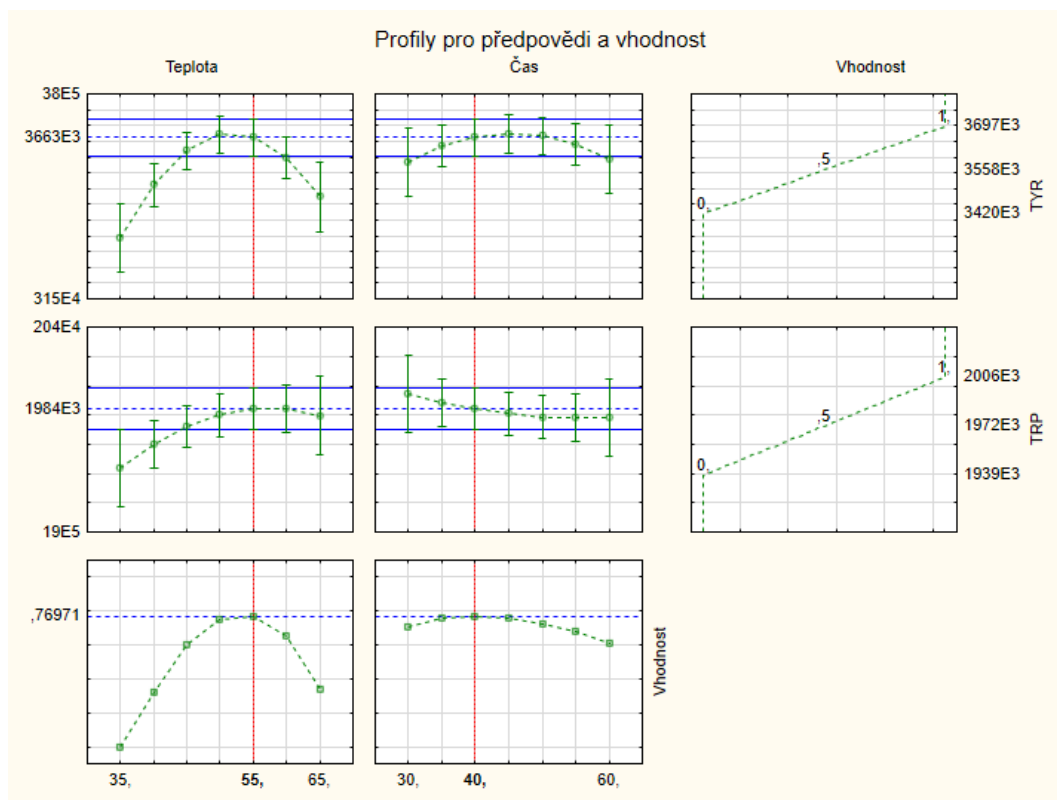 Profily pro předpovědi a vhodnost
Teplota
Čas
Vhodnost
38E5
3663E3
315E4
0,
,5
1,
3697E3
3558E3
3420E3
TYR
204E4
1984E3
19E5
0,
,5
1,
2006E3
1972E3
1939E3
TRP
,76971
Vhodnost
35,
55,
65,
30,
40,
60,